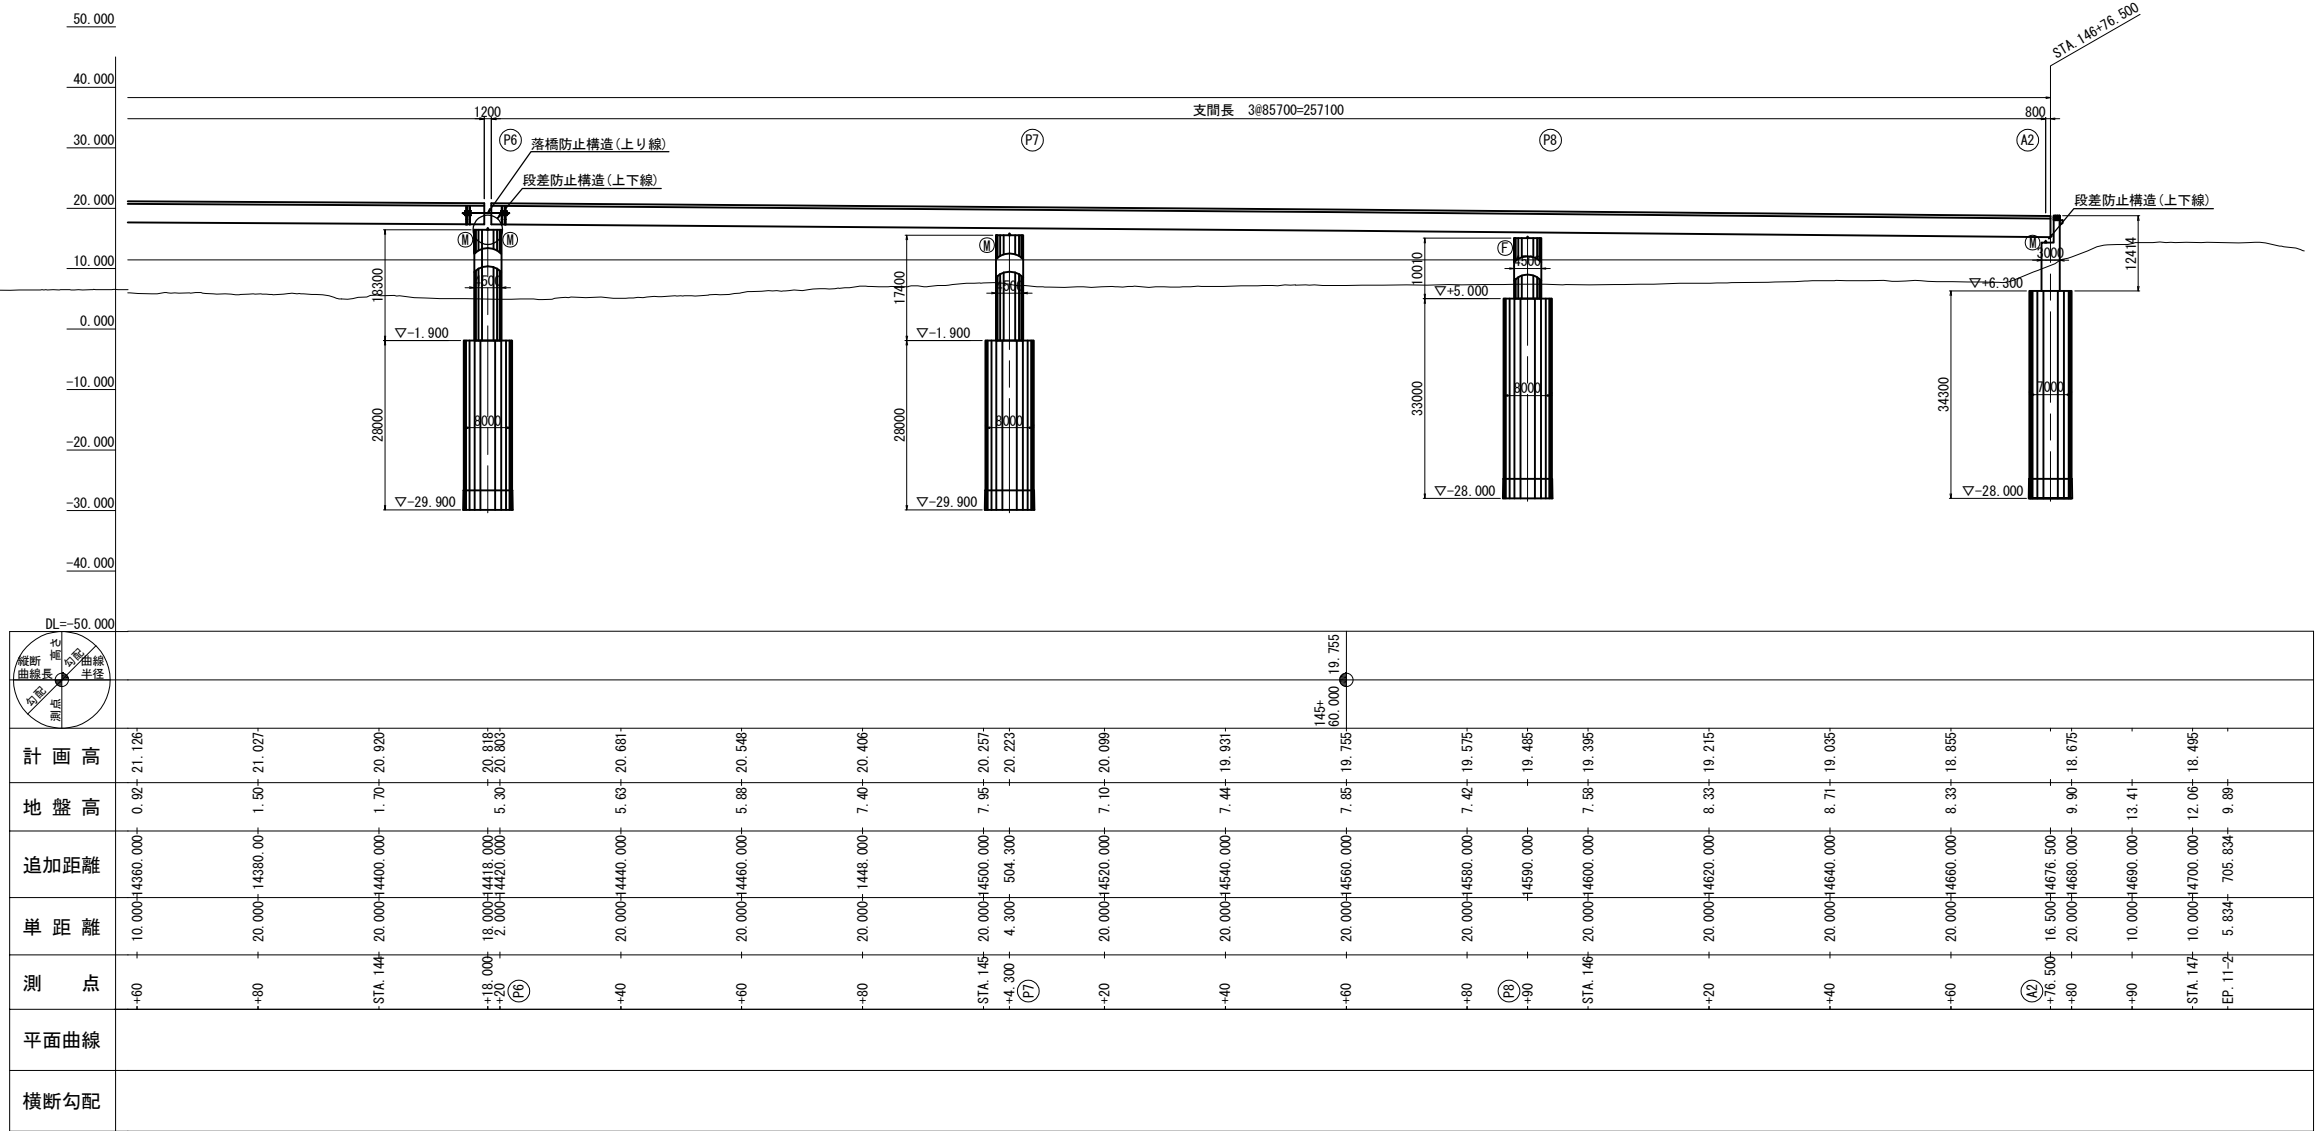 50.000
40.000
30.000
20.000
10.000
0.000
-10.000
-20.000
-30.000
-40.000
DL=-50.000
STA.146+76.500
支間長 3@85700=257100
1200
800
P6
P7
P8
A2
落橋防止構造(上り線)
段差防止構造(上下線)
段差防止構造(上下線)
M
M
M
F
M
18300
4500
▽-1.900
28000
8000
▽-29.900
17400
4500
▽-1.900
28000
8000
▽-29.900
10010
4500
▽+5.000
33000
8000
▽-28.000
3000
12414
▽+6.300
34300
7000
▽-28.000
縦断曲線長
高さ
勾配
曲線半径
勾配
測点
145+60.000
19.755
計画高 21.126 21.027 20.920 20.818 20.803 20.681 20.548 20.406 20.257 20.223 20.099 19.931 19.755 19.575 19.485 19.395 19.215 19.035 18.855 18.675 18.495
地盤高 0.92 1.50 1.70 5.30 5.63 5.88 7.40 7.95 7.10 7.44 7.85 7.42 7.58 8.33 8.71 8.33 9.90 13.41 12.06 9.89
追加距離 14360.000 14380.00 14400.000 14418.000 14420.000 14440.000 14460.000 1448.000 14500.000 504.300 14520.000 14540.000 14560.000 14580.000 14590.000 14600.000 14620.000 14640.000 14660.000 14676.500 14680.000 14690.000 14700.000 705.834
単距離 10.000 20.000 20.000 18.000 2.000 20.000 20.000 20.000 20.000 4.300 20.000 20.000 20.000 20.000 20.000 20.000 20.000 20.000 16.500 20.000 10.000 10.000 5.834
測点 +60 +80 STA.144 +18.000 +20 P6 +40 +60 +80 STA.145 +4.300 P7 +20 +40 +60 +80 P8 +90 STA.146 +20 +40 +60 A2 +76.500 +80 +90 STA.147 EP.11-2
平面曲線
横断勾配